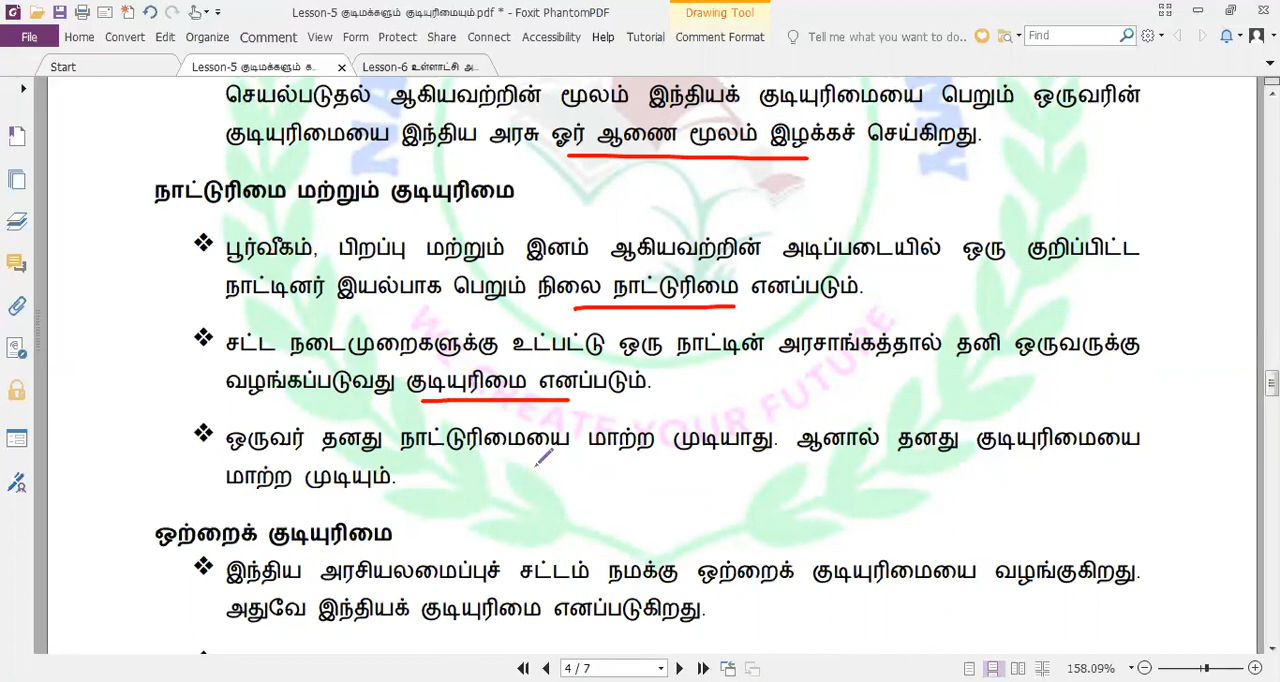 Lesson-5 குடிமக்களும் குடியுரிமையும்.pdf * - Foxit PhantomPDF
Drawing Tool
File Home Convert Edit Organize Comment View Form Protect Share Connect Accessibility Help Tutorial Comment Format Tell me what you want to do.. Find
Start Lesson-5 குடிமக்களும் க... Lesson-6 உள்ளாட்சி அ...
செயல்படுதல் ஆகியவற்றின் மூலம் இந்தியக் குடியுரிமையை பெறும் ஒருவரின்
குடியுரிமையை இந்திய அரசு ஓர் ஆணை மூலம் இழக்கச் செய்கிறது.
நாட்டுரிமை மற்றும் குடியுரிமை
❖ பூர்வீகம், பிறப்பு மற்றும் இனம் ஆகியவற்றின் அடிப்படையில் ஒரு குறிப்பிட்ட
நாட்டினர் இயல்பாக பெறும் நிலை நாட்டுரிமை எனப்படும்.
❖ சட்ட நடைமுறைகளுக்கு உட்பட்டு ஒரு நாட்டின் அரசாங்கத்தால் தனி ஒருவருக்கு
வழங்கப்படுவது குடியுரிமை எனப்படும்.
❖ ஒருவர் தனது நாட்டுரிமையை மாற்ற முடியாது. ஆனால் தனது குடியுரிமையை
மாற்ற முடியும்.
ஒற்றைக் குடியுரிமை
❖ இந்திய அரசியலமைப்புச் சட்டம் நமக்கு ஒற்றைக் குடியுரிமையை வழங்குகிறது.
அதுவே இந்தியக் குடியுரிமை எனப்படுகிறது.
WE CREATE YOUR FUTURE
4 / 7 158.09%